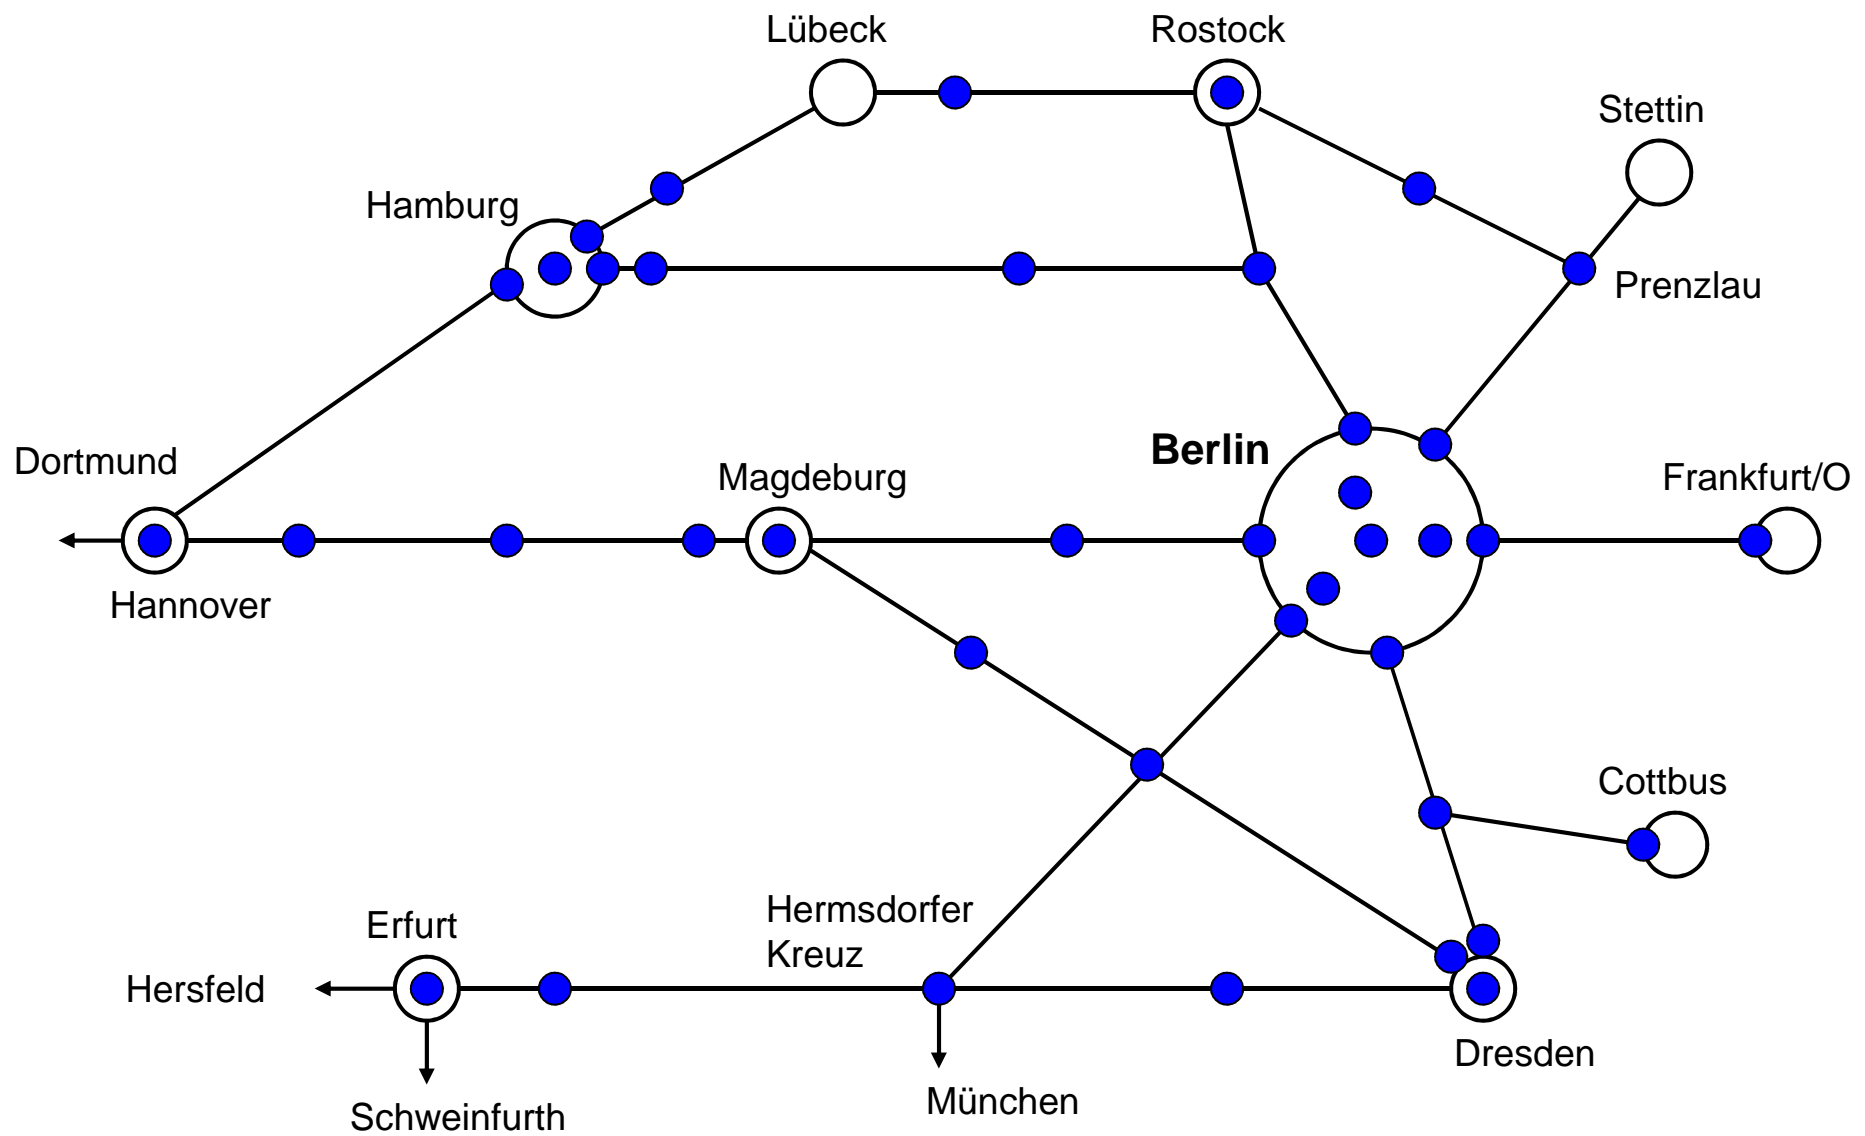 Lübeck
Rostock
Stettin
Hamburg
Prenzlau
Berlin
Dortmund
Magdeburg
Frankfurt/O
Hannover
Cottbus
Hermsdorfer
Kreuz
Erfurt
Hersfeld
Dresden
München
Schweinfurth